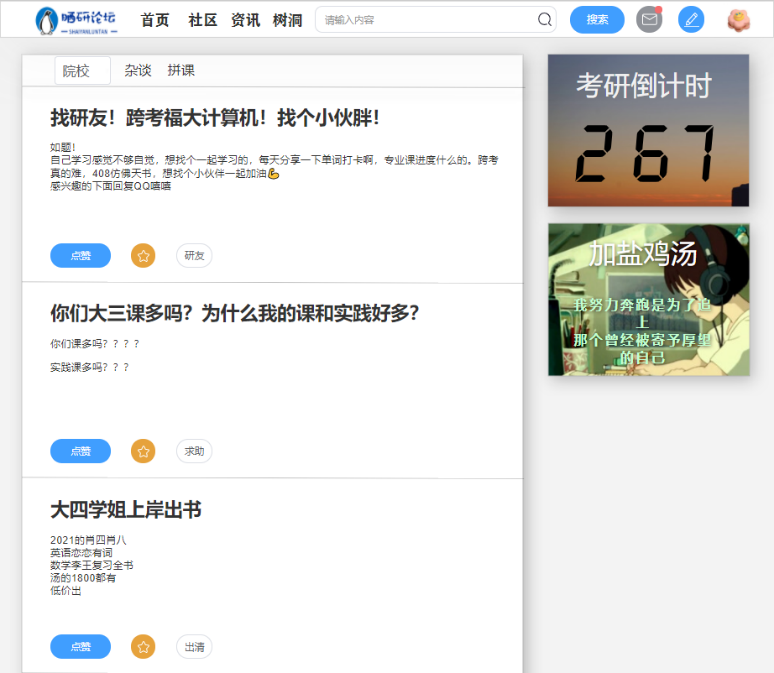 晒研论坛
SHAIYANLUNTAN
首页 社区 资讯 树洞 请输入内容 搜索
院校 杂谈 拼课
找研友！跨考福大计算机！找个小伙胖！
如题！
自己学习感觉不够自觉，想找个一起学习的，每天分享一下单词打卡啊，专业课进度什么的。跨考
真的难，408仿佛天书，想找个小伙伴一起加油💪
感兴趣的下面回复QQ嘻嘻
点赞 研友
你们大三课多吗？为什么我的课和实践好多？
你们课多吗？？？？
实践课多吗？？？
点赞 求助
大四学姐上岸出书
2021的肖四肖八
英语恋恋有词
数学李王复习全书
汤的1800都有
低价出
点赞 出清
考研倒计时
267
加盐鸡汤
我努力奔跑是为了追
上
那个曾经被寄予厚望
的自己